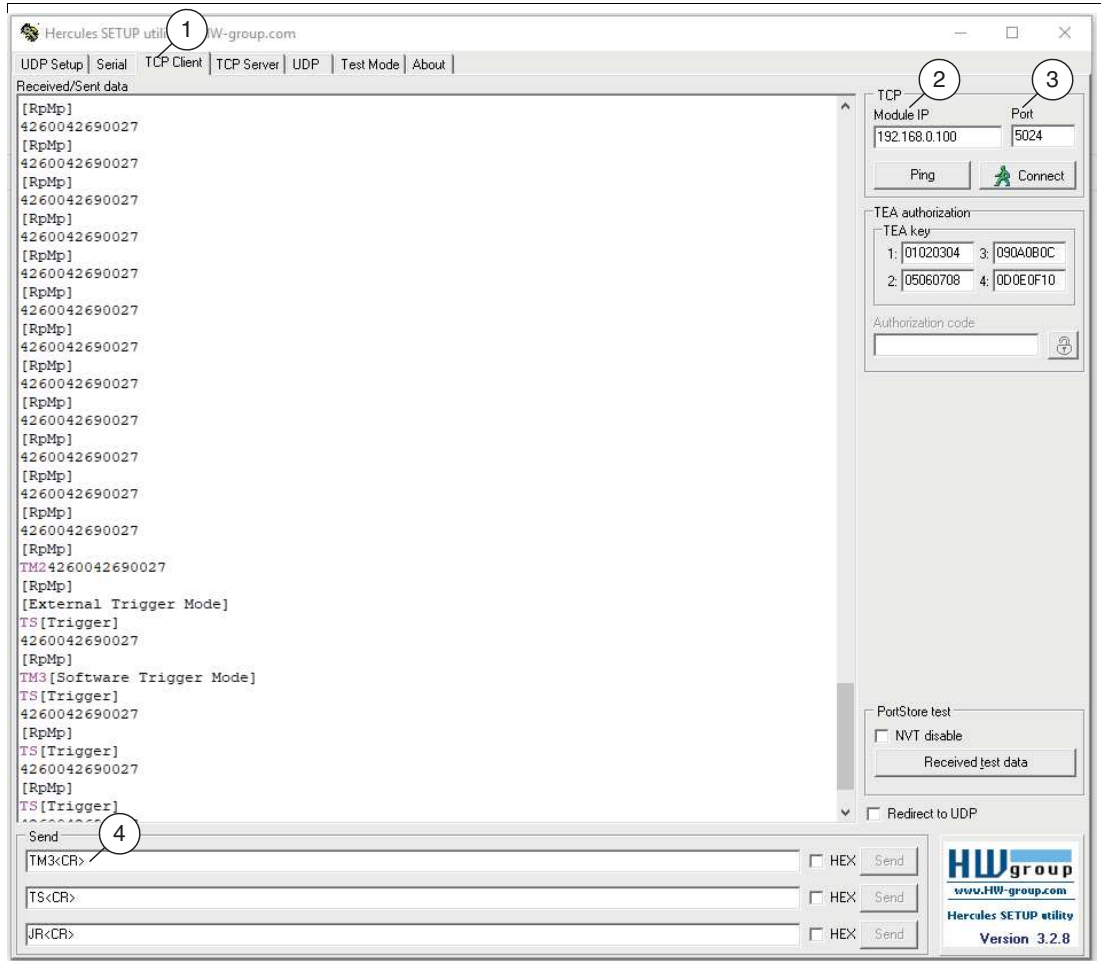 Hercules SETUP W-group.com
1
UDP Setup Serial TCP Client TCP Server UDP Test Mode About
Received/Sent data
[RpMp]
4260042690027
[RpMp]
4260042690027
[RpMp]
4260042690027
[RpMp]
4260042690027
[RpMp]
4260042690027
[RpMp]
4260042690027
[RpMp]
4260042690027
[RpMp]
4260042690027
[RpMp]
4260042690027
[RpMp]
4260042690027
[RpMp]
4260042690027
[RpMp]
4260042690027
[RpMp]
TM24260042690027
[RpMp]
[External Trigger Mode]
TS[Trigger]
4260042690027
[RpMp]
TM3[Software Trigger Mode]
TS[Trigger]
4260042690027
[RpMp]
TS[Trigger]
4260042690027
[RpMp]
TS[Trigger]
2 3
TCP
Module IP Port
192.168.0.100 5024
Ping Connect
TEA authorization
TEA key
1: 01020304 3: 090A0B0C
2: 05060708 4: 0D0E0F10
Authorization code
PortStore test
NVT disable
Received test data
Redirect to UDP
Send
4
TM3<CR> HEX Send
TS<CR> HEX Send
JR<CR> HEX Send
HW group
www.HW-group.com
Hercules SETUP utility
Version 3.2.8